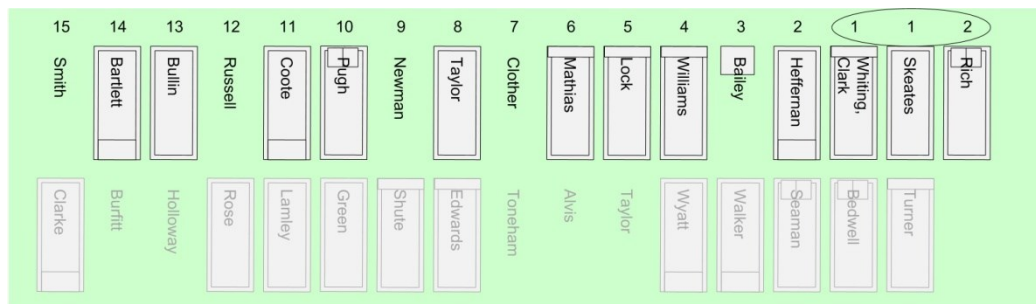 15 14 13 12 11 10 9 8 7 6 5 4 3 2 1 1 2
Smith
Bartlett
Bullin
Russell
Coote
Pugh
Newman
Taylor
Clother
Mathias
Lock
Williams
Bailey
Heffernan
Whiting,
Clark
Skeates
Rich
Clarke
Burfitt
Holloway
Rose
Lamley
Green
Shute
Edwards
Toneham
Alvis
Taylor
Wyatt
Walker
Seaman
Bedwell
Turner